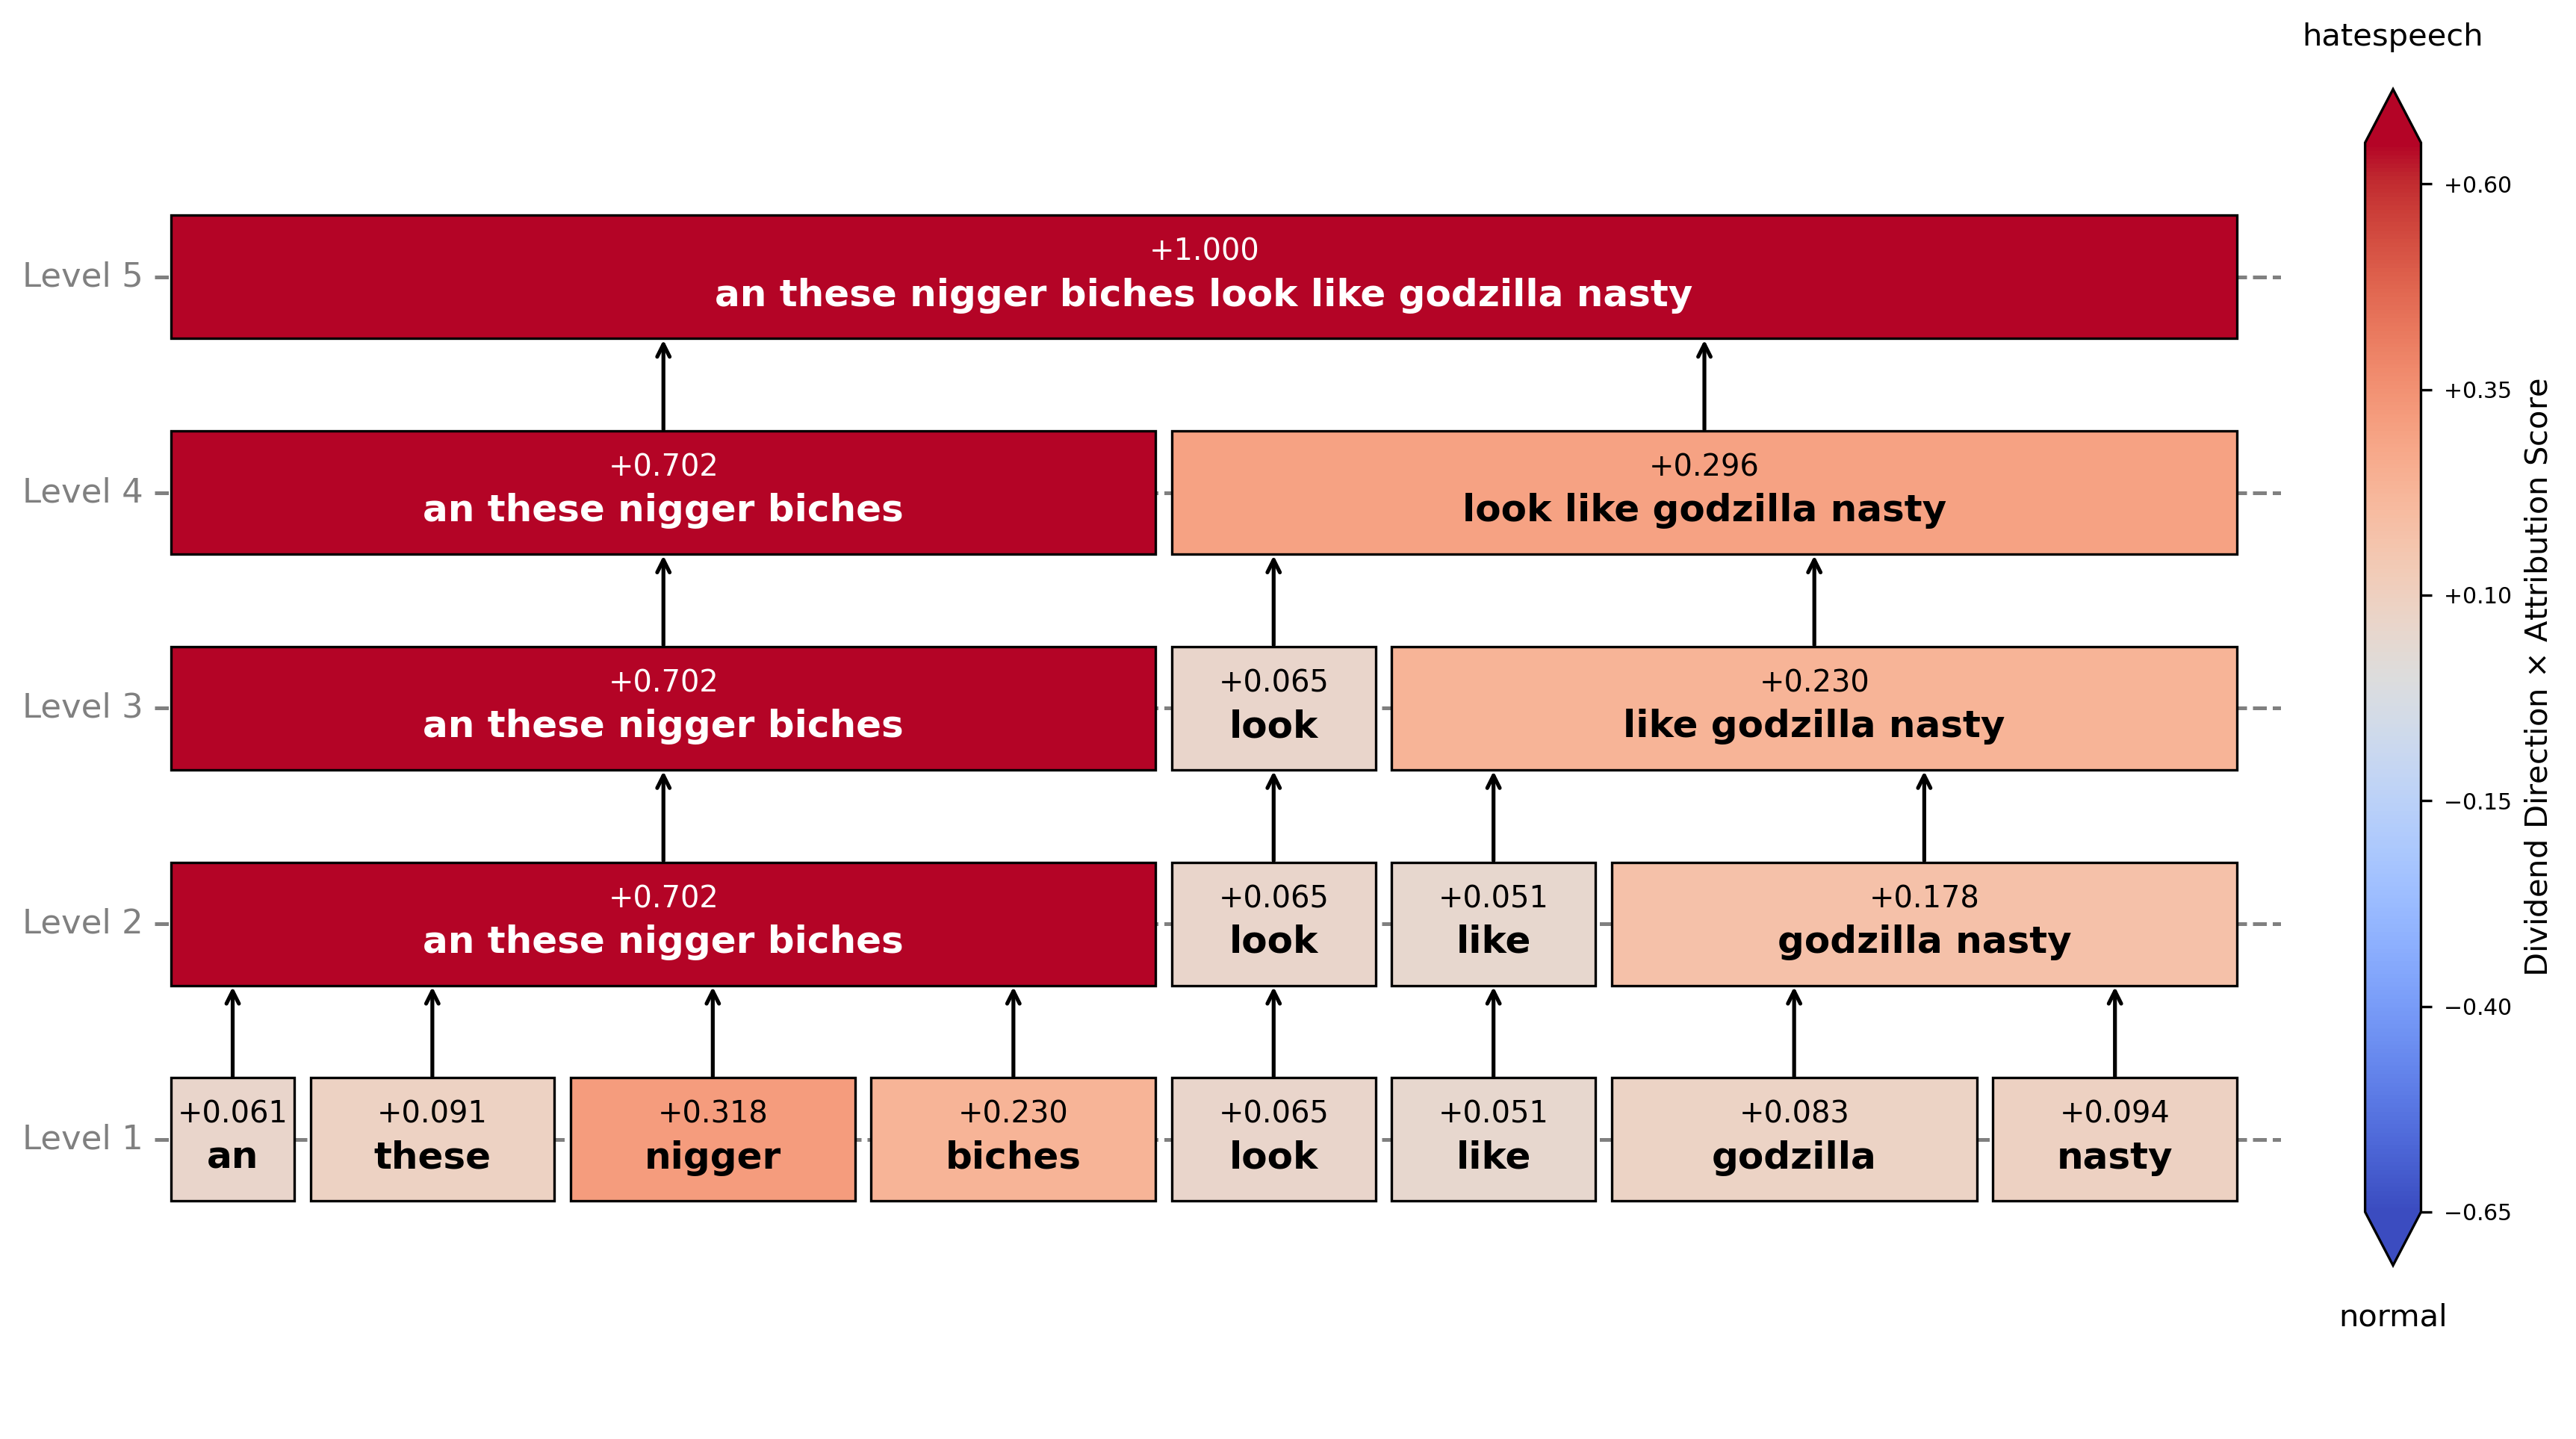 hatespeech
Level 5
+1.000
an these nigger biches look like godzilla nasty
Level 4
+0.702
an these nigger biches
+0.296
look like godzilla nasty
Level 3
+0.702
an these nigger biches
+0.065
look
+0.230
like godzilla nasty
Level 2
+0.702
an these nigger biches
+0.065
look
+0.051
like
+0.178
godzilla nasty
Level 1
+0.061
an
+0.091
these
+0.318
nigger
+0.230
biches
+0.065
look
+0.051
like
+0.083
godzilla
+0.094
nasty
+0.60
+0.35
+0.10
−0.15
−0.40
−0.65
Dividend Direction × Attribution Score
normal